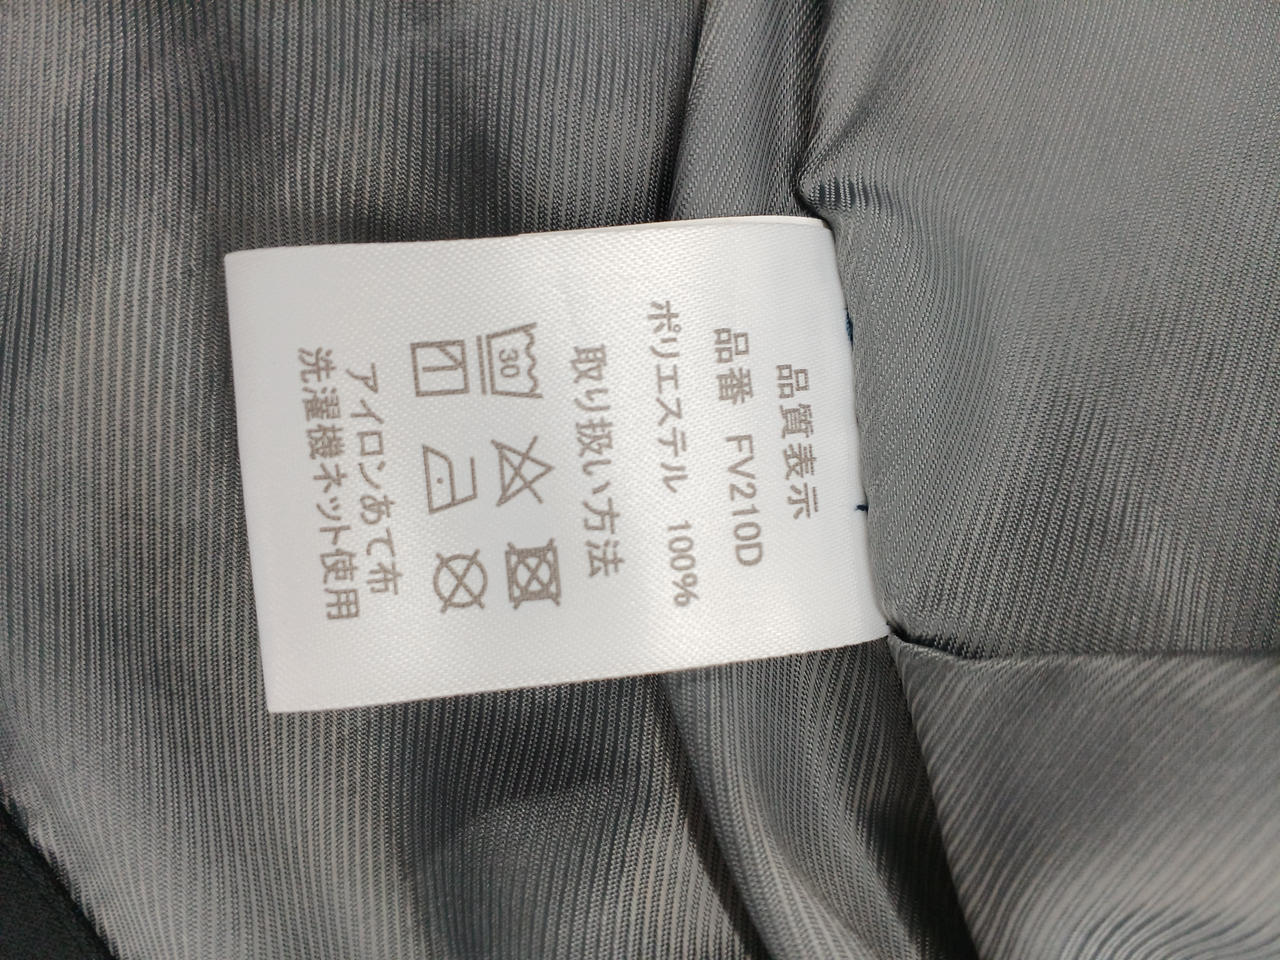 品質表示
品番 FV210D
ポリエステル 100%
取り扱い方法
30
アイロンあて布
洗濯機ネット使用